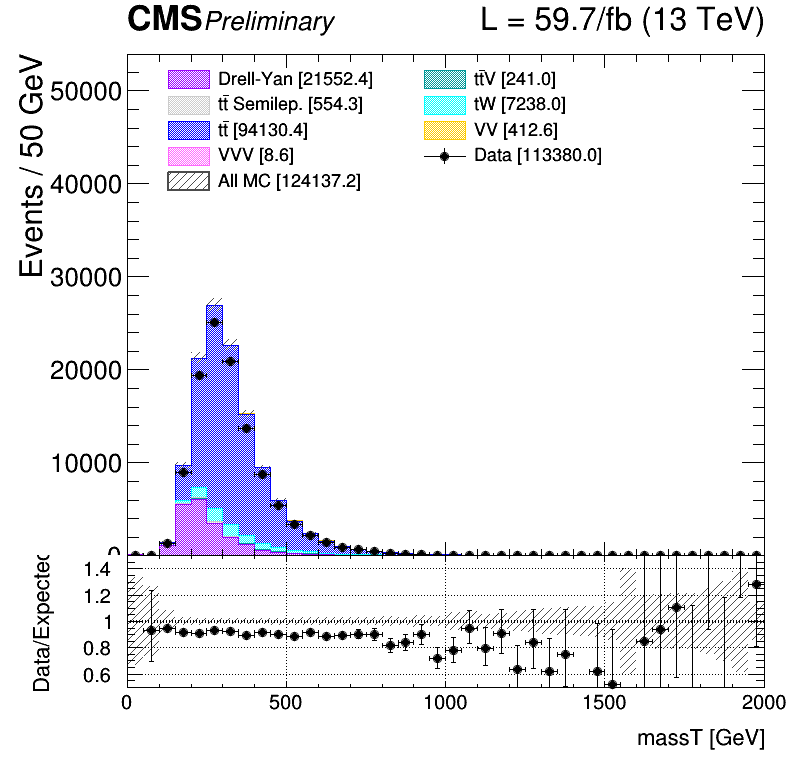 CMS Preliminary L = 59.7/fb (13 TeV)
Events / 50 GeV
50000
40000
30000
20000
10000
0
Drell-Yan [21552.4]
tt̄ Semilep. [554.3]
tt̄ [94130.4]
VVV [8.6]
All MC [124137.2]
tt̄V [241.0]
tW [7238.0]
VV [412.6]
Data [113380.0]
Data/Expected
1.4
1.2
1
0.8
0.6
0 500 1000 1500 2000
massT [GeV]